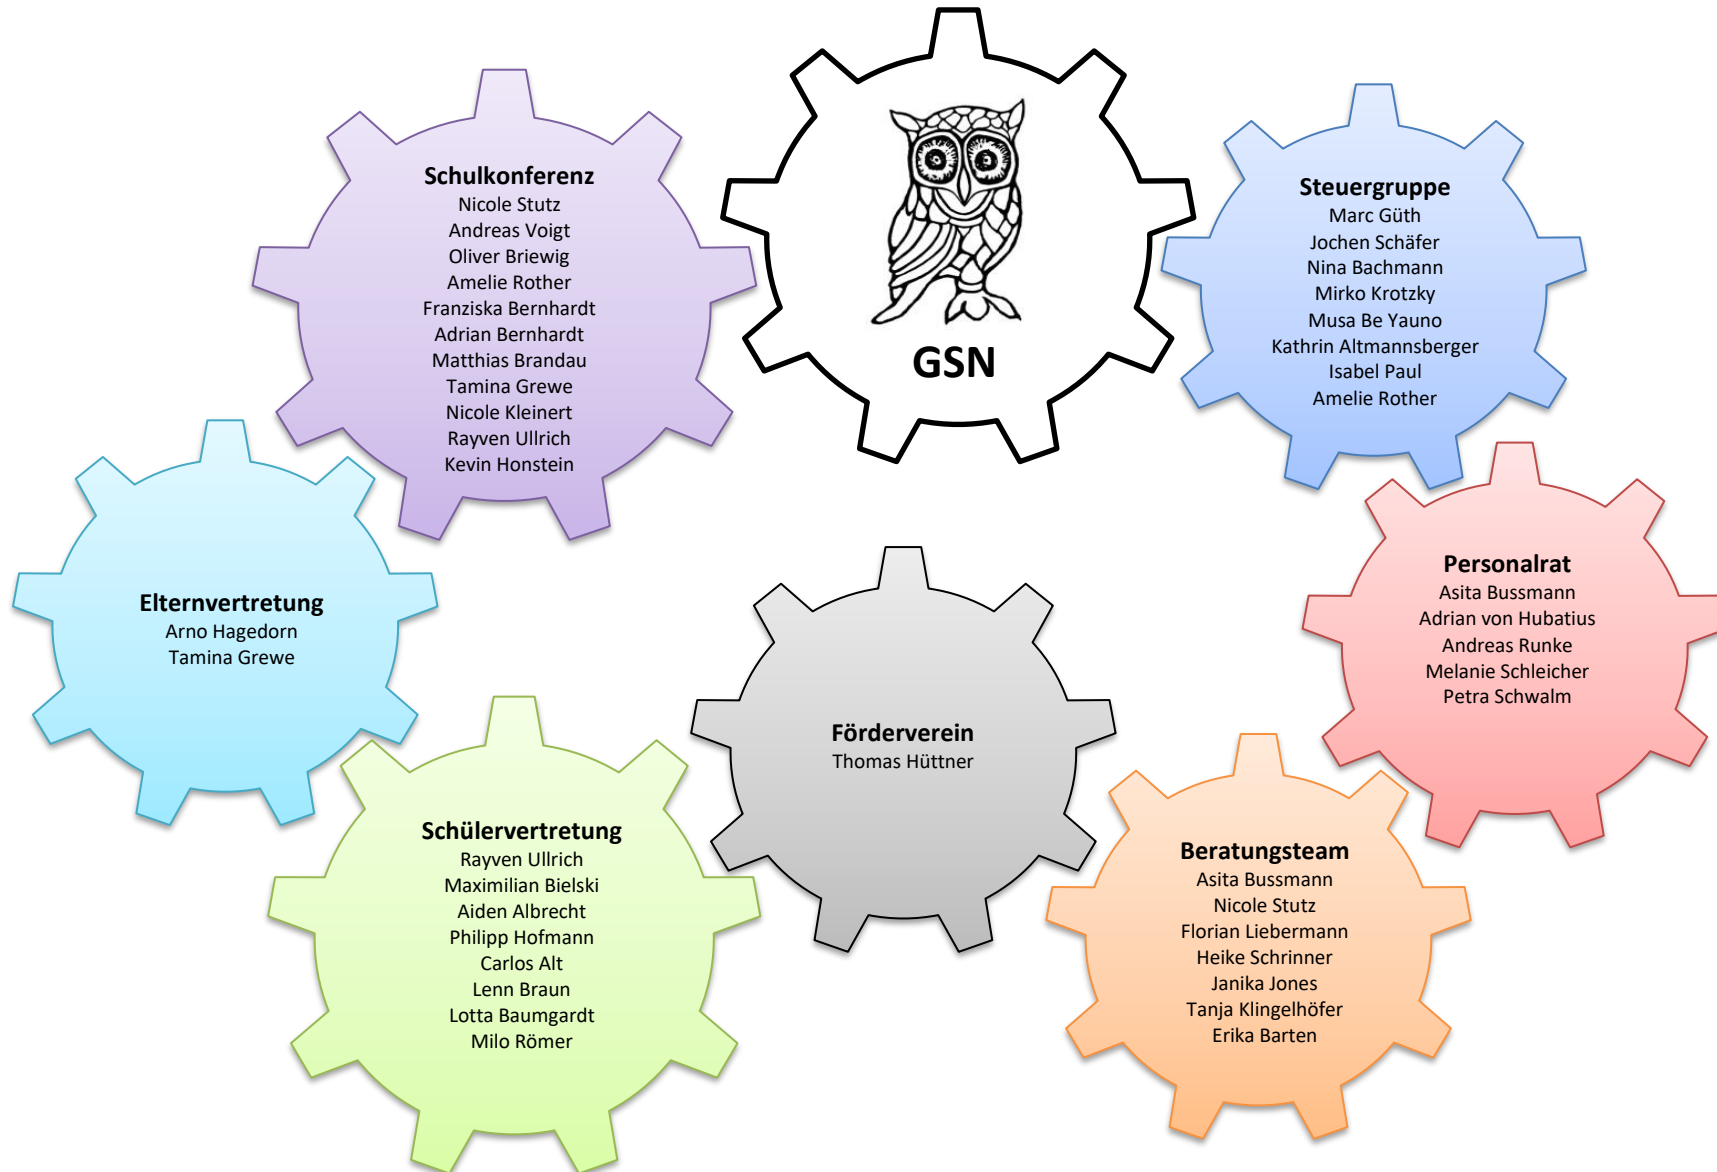 Schulkonferenz
Nicole Stutz
Andreas Voigt
Oliver Briewig
Amelie Rother
Franziska Bernhardt
Adrian Bernhardt
Matthias Brandau
Tamina Grewe
Nicole Kleinert
Rayven Ullrich
Kevin Honstein
GSN
Steuergruppe
Marc Güth
Jochen Schäfer
Nina Bachmann
Mirko Krotzky
Musa Be Yauno
Kathrin Altmannsberger
Isabel Paul
Amelie Rother
Elternvertretung
Arno Hagedorn
Tamina Grewe
Personalrat
Asita Bussmann
Adrian von Hubatius
Andreas Runke
Melanie Schleicher
Petra Schwalm
Förderverein
Thomas Hüttner
Schülervertretung
Rayven Ullrich
Maximilian Bielski
Aiden Albrecht
Philipp Hofmann
Carlos Alt
Lenn Braun
Lotta Baumgardt
Milo Römer
Beratungsteam
Asita Bussmann
Nicole Stutz
Florian Liebermann
Heike Schrinner
Janika Jones
Tanja Klingelhöfer
Erika Barten